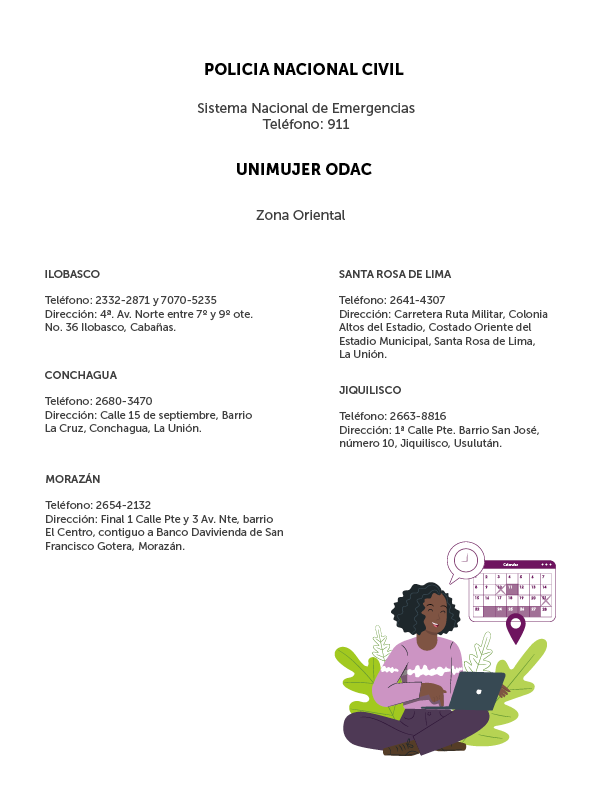 POLICIA NACIONAL CIVIL
Sistema Nacional de Emergencias
Teléfono: 911
UNIMUJER ODAC
Zona Oriental
ILOBASCO
Teléfono: 2332-2871 y 7070-5235
Dirección: 4ª. Av. Norte entre 7º y 9º ote.
No. 36 Ilobasco, Cabañas.
CONCHAGUA
Teléfono: 2680-3470
Dirección: Calle 15 de septiembre, Barrio
La Cruz, Conchagua, La Unión.
MORAZÁN
Teléfono: 2654-2132
Dirección: Final 1 Calle Pte y 3 Av. Nte, barrio
El Centro, contiguo a Banco Davivienda de San
Francisco Gotera, Morazán.
SANTA ROSA DE LIMA
Teléfono: 2641-4307
Dirección: Carretera Ruta Militar, Colonia
Altos del Estadio, Costado Oriente del
Estadio Municipal, Santa Rosa de Lima,
La Unión.
JIQUILISCO
Teléfono: 2663-8816
Dirección: 1ª Calle Pte. Barrio San José,
número 10, Jiquilisco, Usulután.
Calendar